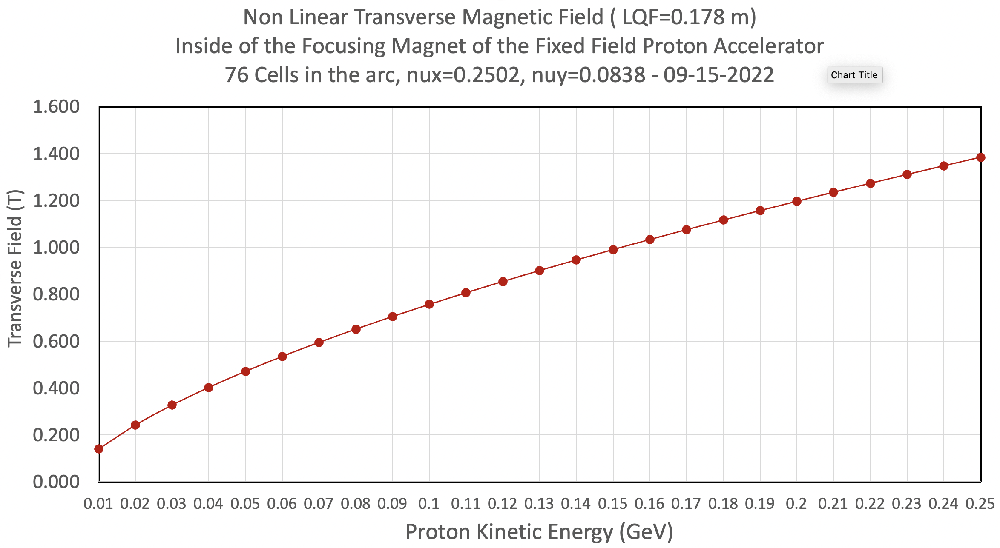 Non Linear Transverse Magnetic Field ( LQF=0.178 m)
Inside of the Focusing Magnet of the Fixed Field Proton Accelerator
76 Cells in the arc, nux=0.2502, nuy=0.0838 - 09-15-2022
Chart Title
1.600
1.400
1.200
1.000
0.800
0.600
0.400
0.200
0.000
Transverse Field (T)
0.01 0.02 0.03 0.04 0.05 0.06 0.07 0.08 0.09 0.1 0.11 0.12 0.13 0.14 0.15 0.16 0.17 0.18 0.19 0.2 0.21 0.22 0.23 0.24 0.25
Proton Kinetic Energy (GeV)